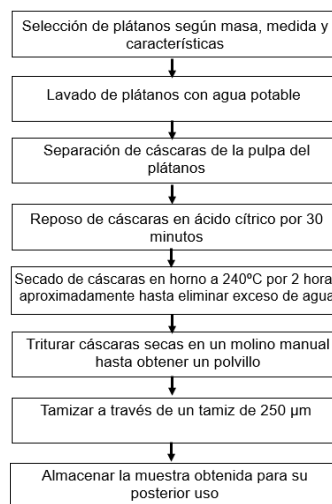 Selección de plátanos según masa, medida y
características
Lavado de plátanos con agua potable
Separación de cáscaras de la pulpa del
plátanos
Reposo de cáscaras en ácido cítrico por 30
minutos
Secado de cáscaras en horno a 240ºC por 2 hora
aproximadamente hasta eliminar exceso de agua
Triturar cáscaras secas en un molino manual
hasta obtener un polvillo
Tamizar a través de un tamiz de 250 µm
Almacenar la muestra obtenida para su
posterior uso